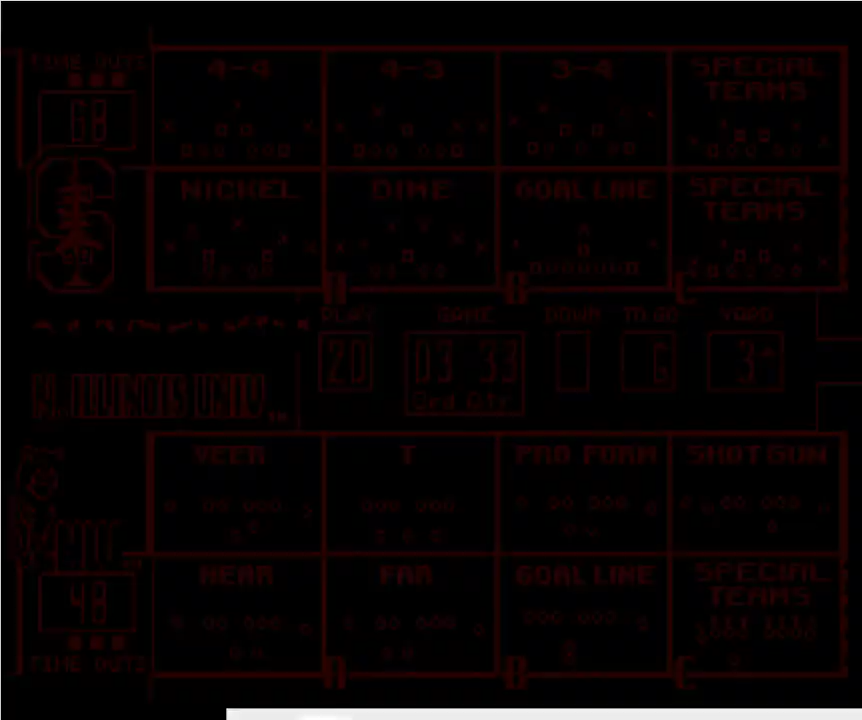 TIME OUTS
4-4
4-3
3-4
SPECIAL
TEAMS
68
NICKEL
DIME
GOAL LINE
SPECIAL
TEAMS
A
B
C
PLAY
GAME
DOWN
TO GO
YARD
20
03 33
G
3
3rd Qtr
N. ILLINOIS UNIV
VEER
T
PRO FORM
SHOTGUN
NEAR
FAR
GOAL LINE
SPECIAL
TEAMS
48
TIME OUTS
A
B
C